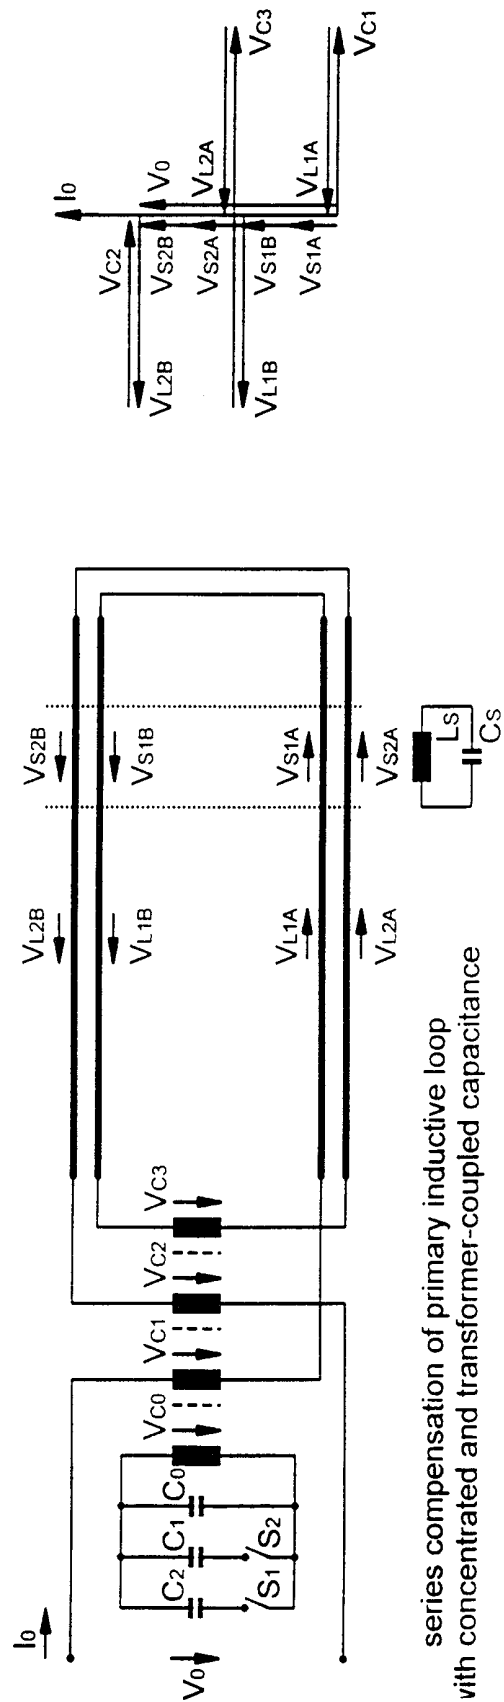 I0
VL2B
VS2B
VL1B
VS1B
VC0
VC1
VC2
VC3
C2
C1
C0
V0
S1
S2
VL1A
VS1A
VL2A
VS2A
LS
CS
I0
VC2
V0
VL2B
VS2B
VS2A
VL2A
VC3
VL1B
VS1B
VS1A
VL1A
VC1
series compensation of primary inductive loop
with concentrated and transformer-coupled capacitance